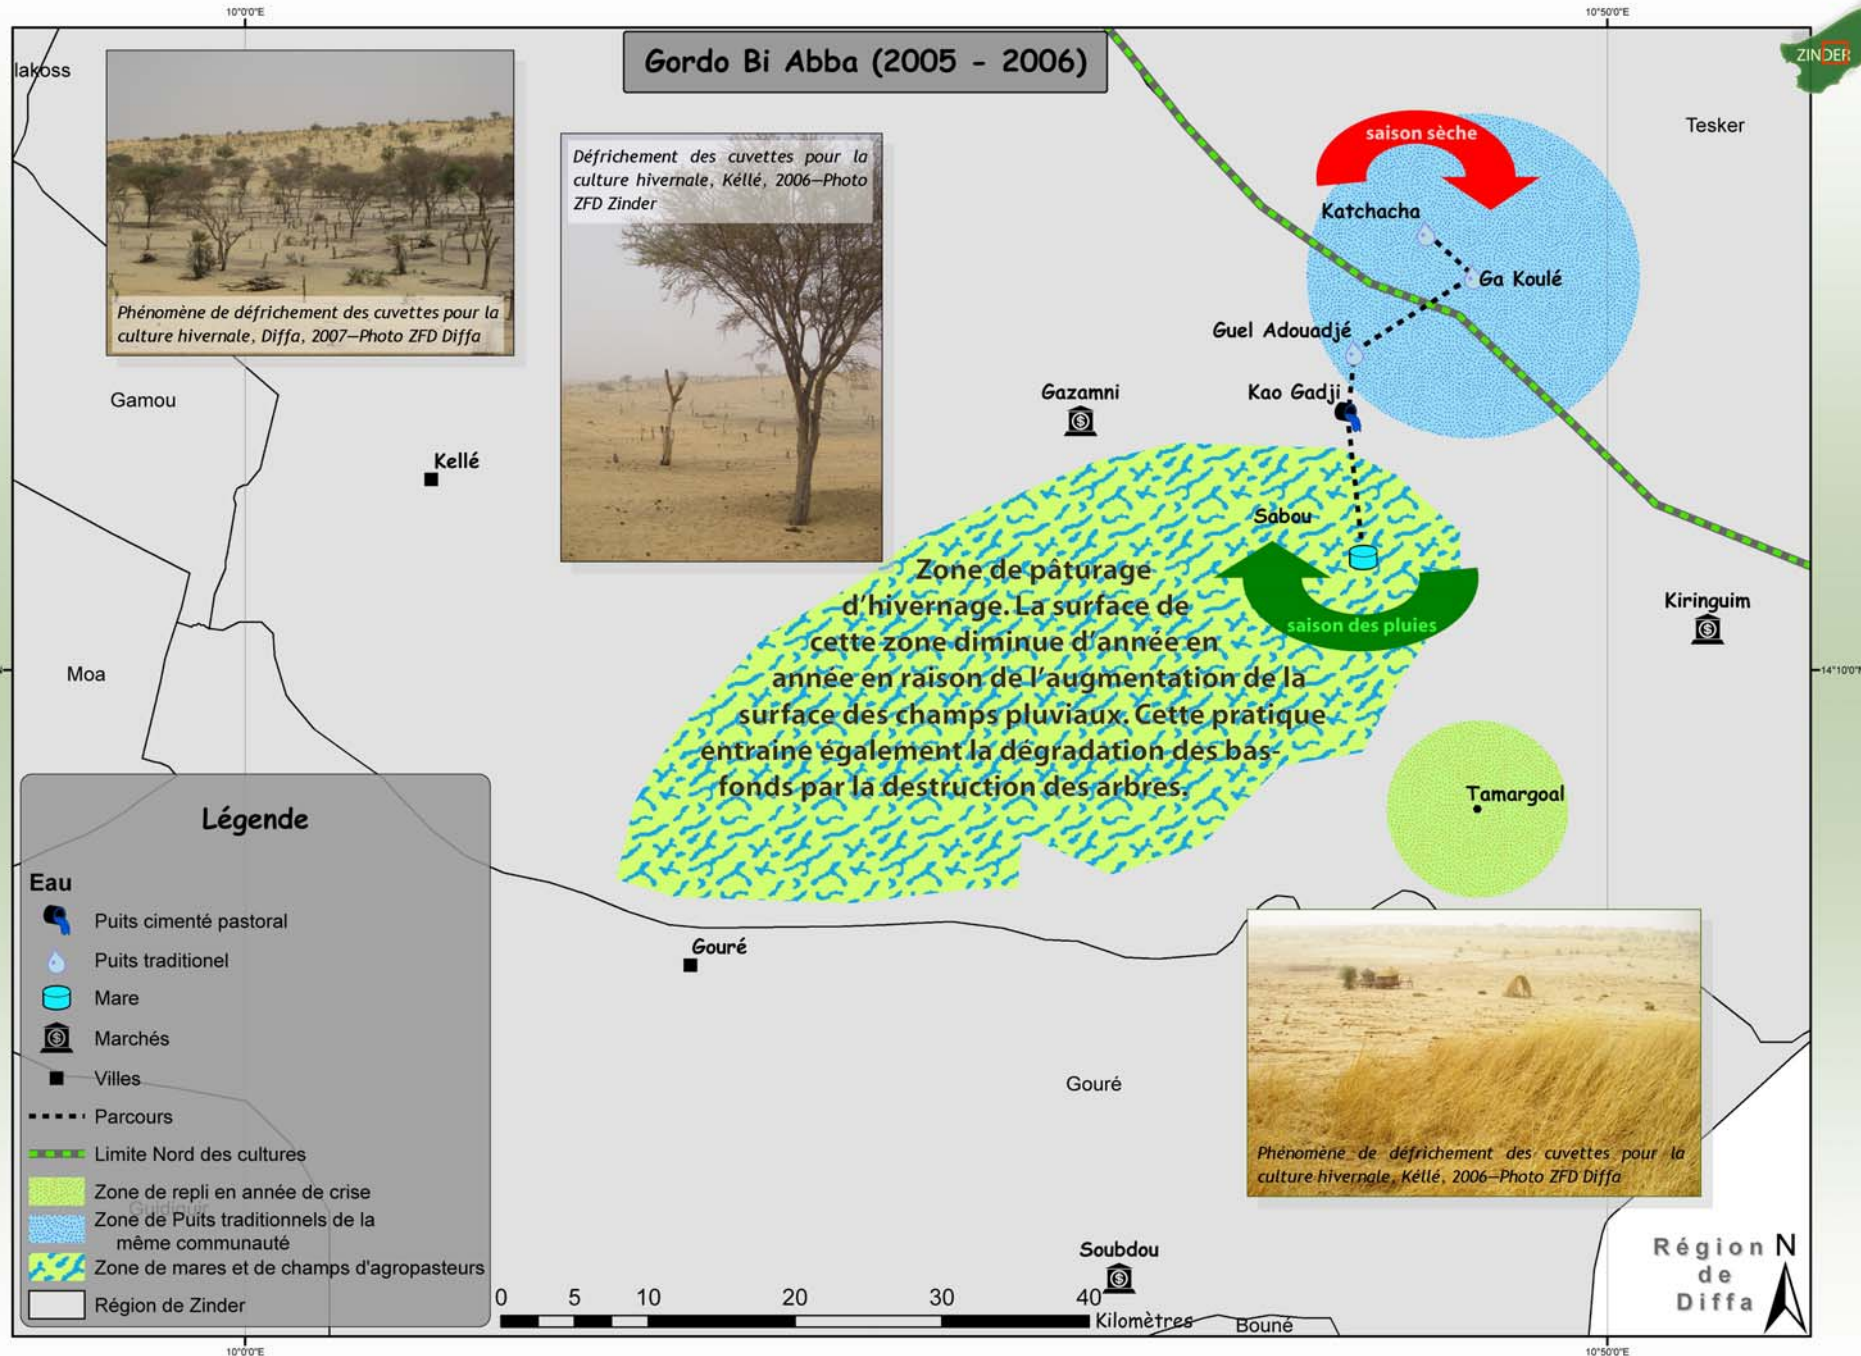 10°0'0"E
10°50'0"E
Gordo Bi Abba (2005 - 2006)
ZINDER
lakoss
Tesker
saison sèche
Défrichement des cuvettes pour la
culture hivernale, Kéllé, 2006—Photo
ZFD Zinder
Katchacha
Ga Koulé
Phénomène de défrichement des cuvettes pour la
culture hivernale, Diffa, 2007—Photo ZFD Diffa
Guel Adouadjé
Kao Gadji
Gazamni
Gamou
Kellé
Sabou
Zone de pâturage
d'hivernage. La surface de
cette zone diminue d'année en
année en raison de l'augmentation de la
surface des champs pluviaux. Cette pratique
entraine également la dégradation des bas-
fonds par la destruction des arbres.
saison des pluies
Kiringuim
Moa
14°10'0"N
Tamargoal
Légende
Eau
Puits cimenté pastoral
Puits traditionel
Mare
Marchés
Villes
Parcours
Limite Nord des cultures
Zone de repli en année de crise
Guidiguir
Zone de Puits traditionnels de la
même communauté
Zone de mares et de champs d'agropasteurs
Région de Zinder
Gouré
Gouré
Phénomène de défrichement des cuvettes pour la
culture hivernale, Kéllé, 2006—Photo ZFD Diffa
Soubdou
0 5 10 20 30 40
Kilomètres
Bouné
Région
de
Diffa
N
10°0'0"E
10°50'0"E